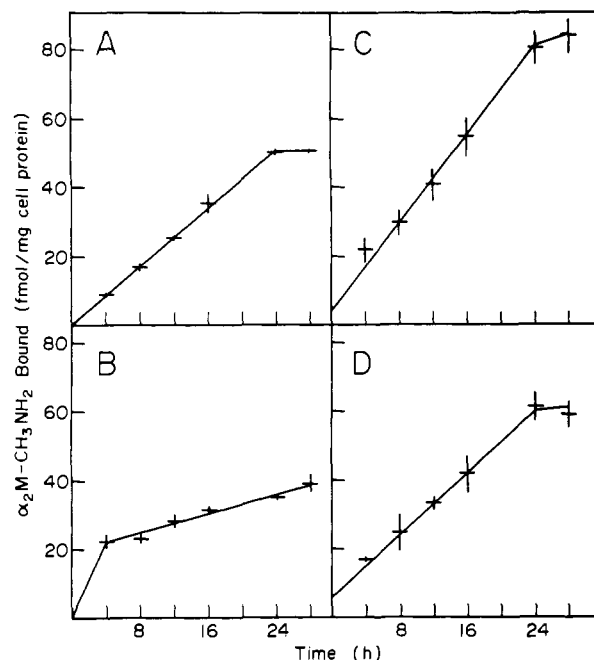 α₂M-CH₃NH₂ Bound (fmol/mg cell protein)
A
80
60
40
20
C
B
80
60
40
20
8
16
24
D
8
16
24
Time (h)